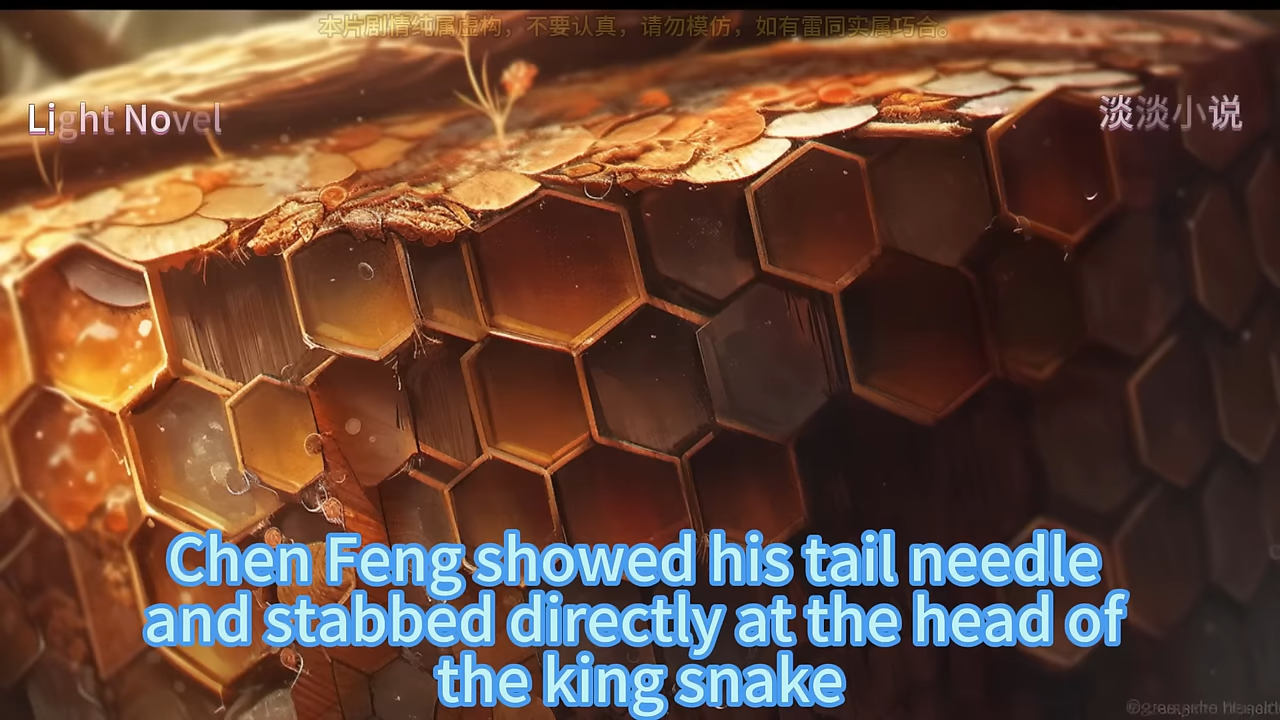 本片剧情纯属虚构，不要认真，请勿模仿，如有雷同实属巧合。
Light Novel
淡淡小说
Chen Feng showed his tail needle
and stabbed directly at the head of
the king snake